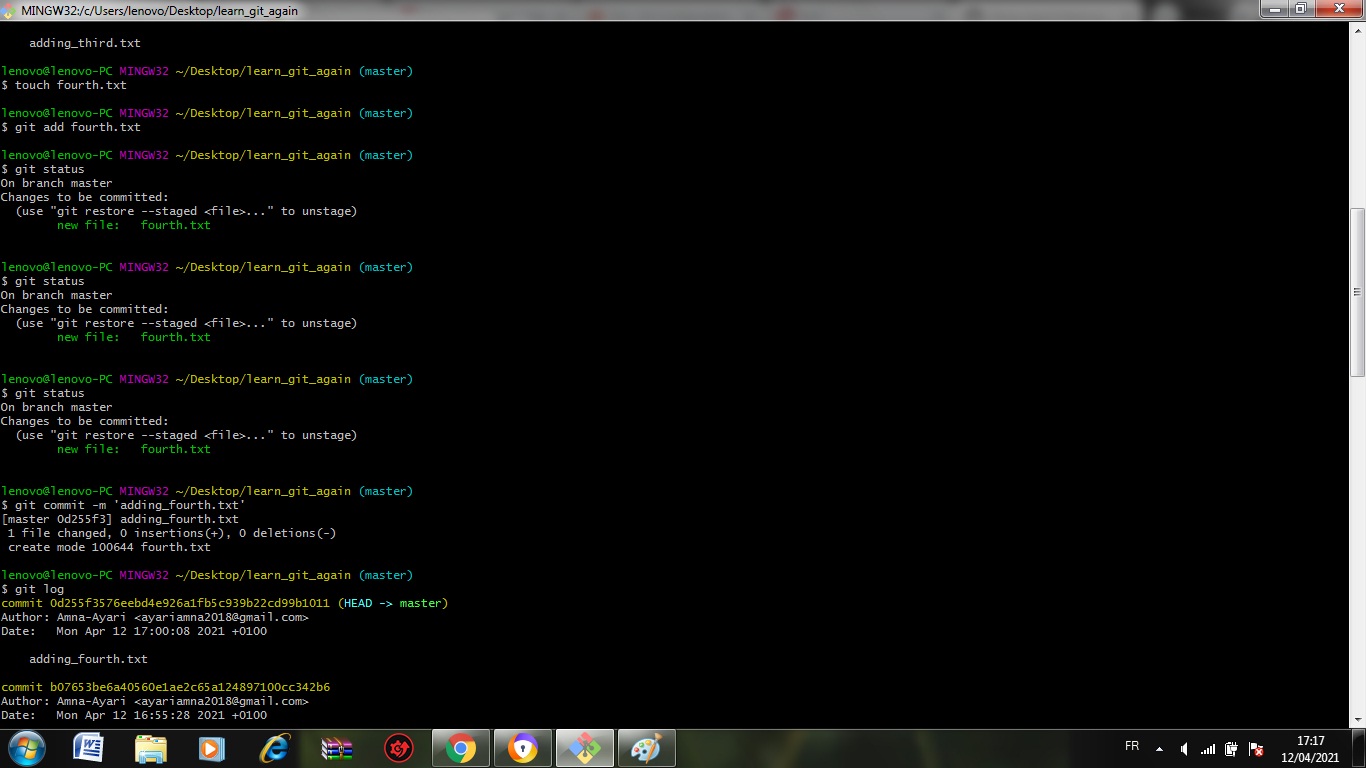 MINGW32:/c/Users/lenovo/Desktop/learn_git_again
    adding_third.txt
lenovo@lenovo-PC MINGW32 ~/Desktop/learn_git_again (master)
$ touch fourth.txt
lenovo@lenovo-PC MINGW32 ~/Desktop/learn_git_again (master)
$ git add fourth.txt
lenovo@lenovo-PC MINGW32 ~/Desktop/learn_git_again (master)
$ git status
On branch master
Changes to be committed:
  (use "git restore --staged <file>..." to unstage)
        new file:   fourth.txt
lenovo@lenovo-PC MINGW32 ~/Desktop/learn_git_again (master)
$ git status
On branch master
Changes to be committed:
  (use "git restore --staged <file>..." to unstage)
        new file:   fourth.txt
lenovo@lenovo-PC MINGW32 ~/Desktop/learn_git_again (master)
$ git status
On branch master
Changes to be committed:
  (use "git restore --staged <file>..." to unstage)
        new file:   fourth.txt
lenovo@lenovo-PC MINGW32 ~/Desktop/learn_git_again (master)
$ git commit -m 'adding_fourth.txt'
[master 0d255f3] adding_fourth.txt
 1 file changed, 0 insertions(+), 0 deletions(-)
 create mode 100644 fourth.txt
lenovo@lenovo-PC MINGW32 ~/Desktop/learn_git_again (master)
$ git log
commit 0d255f3576eebd4e926a1fb5c939b22cd99b1011 (HEAD -> master)
Author: Amna-Ayari <ayariamna2018@gmail.com>
Date:   Mon Apr 12 17:00:08 2021 +0100
    adding_fourth.txt
commit b07653be6a40560e1ae2c65a124897100cc342b6
Author: Amna-Ayari <ayariamna2018@gmail.com>
Date:   Mon Apr 12 16:55:28 2021 +0100
FR
17:17
12/04/2021